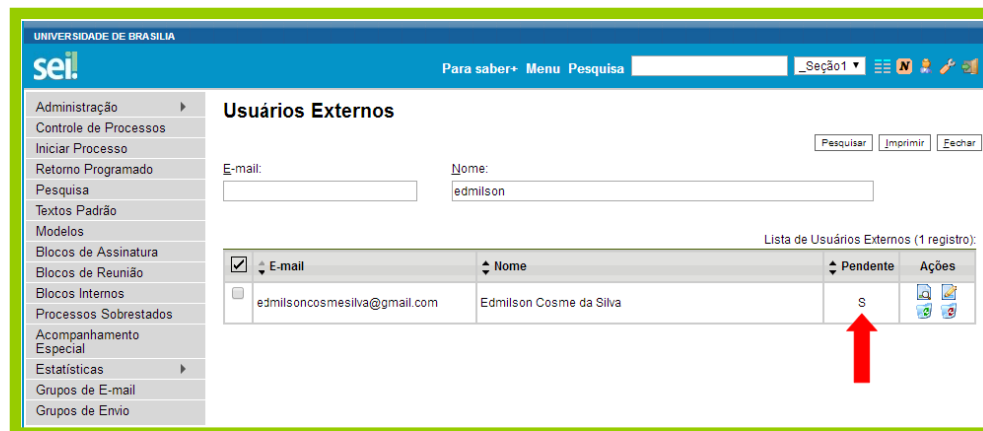 UNIVERSIDADE DE BRASILIA
sei!
Para saber+ Menu Pesquisa
_Seção1
N
Administração
Controle de Processos
Iniciar Processo
Retorno Programado
Pesquisa
Textos Padrão
Modelos
Blocos de Assinatura
Blocos de Reunião
Blocos Internos
Processos Sobrestados
Acompanhamento
Especial
Estatísticas
Grupos de E-mail
Grupos de Envio
Usuários Externos
Pesquisar Imprimir Fechar
E-mail: Nome:
edmilson
Lista de Usuários Externos (1 registro):
E-mail Nome Pendente Ações
edmilsoncosmesilva@gmail.com Edmilson Cosme da Silva S